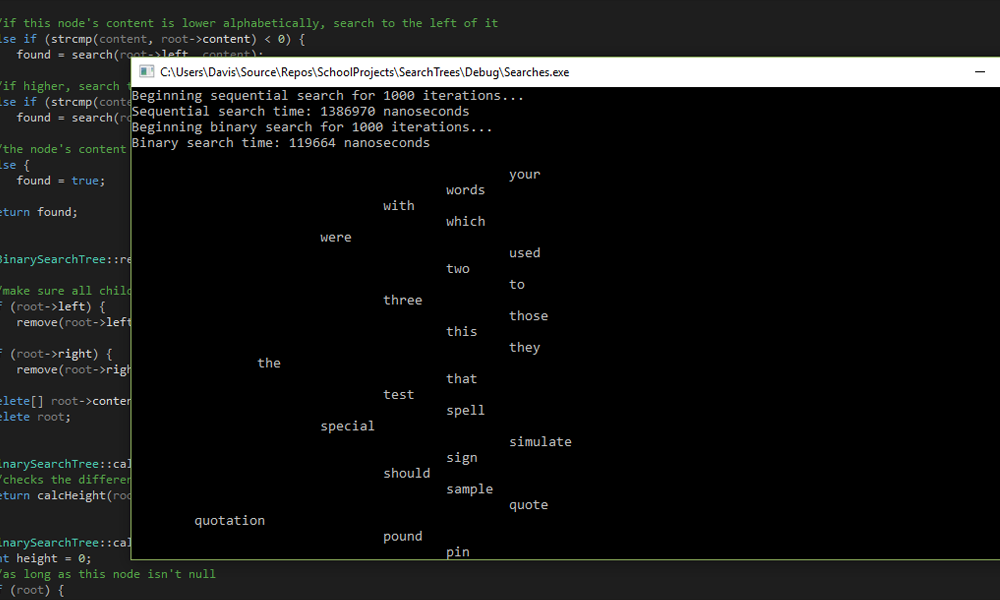 /if this node's content is lower alphabetically, search to the left of it
lse if (strcmp(content, root->content) < 0) {
found = search(root->left, content);
C:\Users\Davis\Source\Repos\SchoolProjects\SearchTrees\Debug\Searches.exe
Beginning sequential search for 1000 iterations...
Sequential search time: 1386970 nanoseconds
Beginning binary search for 1000 iterations...
Binary search time: 119664 nanoseconds
/if higher, search
lse if (strcmp(conte
found = search(r
/the node's content
lse {
found = true;
eturn found;
BinarySearchTree::re
/make sure all child
f (root->left) {
remove(root->left
f (root->right) {
remove(root->righ
elete[] root->conten
elete root;
inarySearchTree::cal
/checks the differen
eturn calcHeight(roo
inarySearchTree::cal
nt height = 0;
/as long as this node isn't null
f (root) {
your
words
with
which
were
used
two
to
three
those
this
they
the
that
test
spell
special
simulate
sign
should
sample
quote
quotation
pound
pin